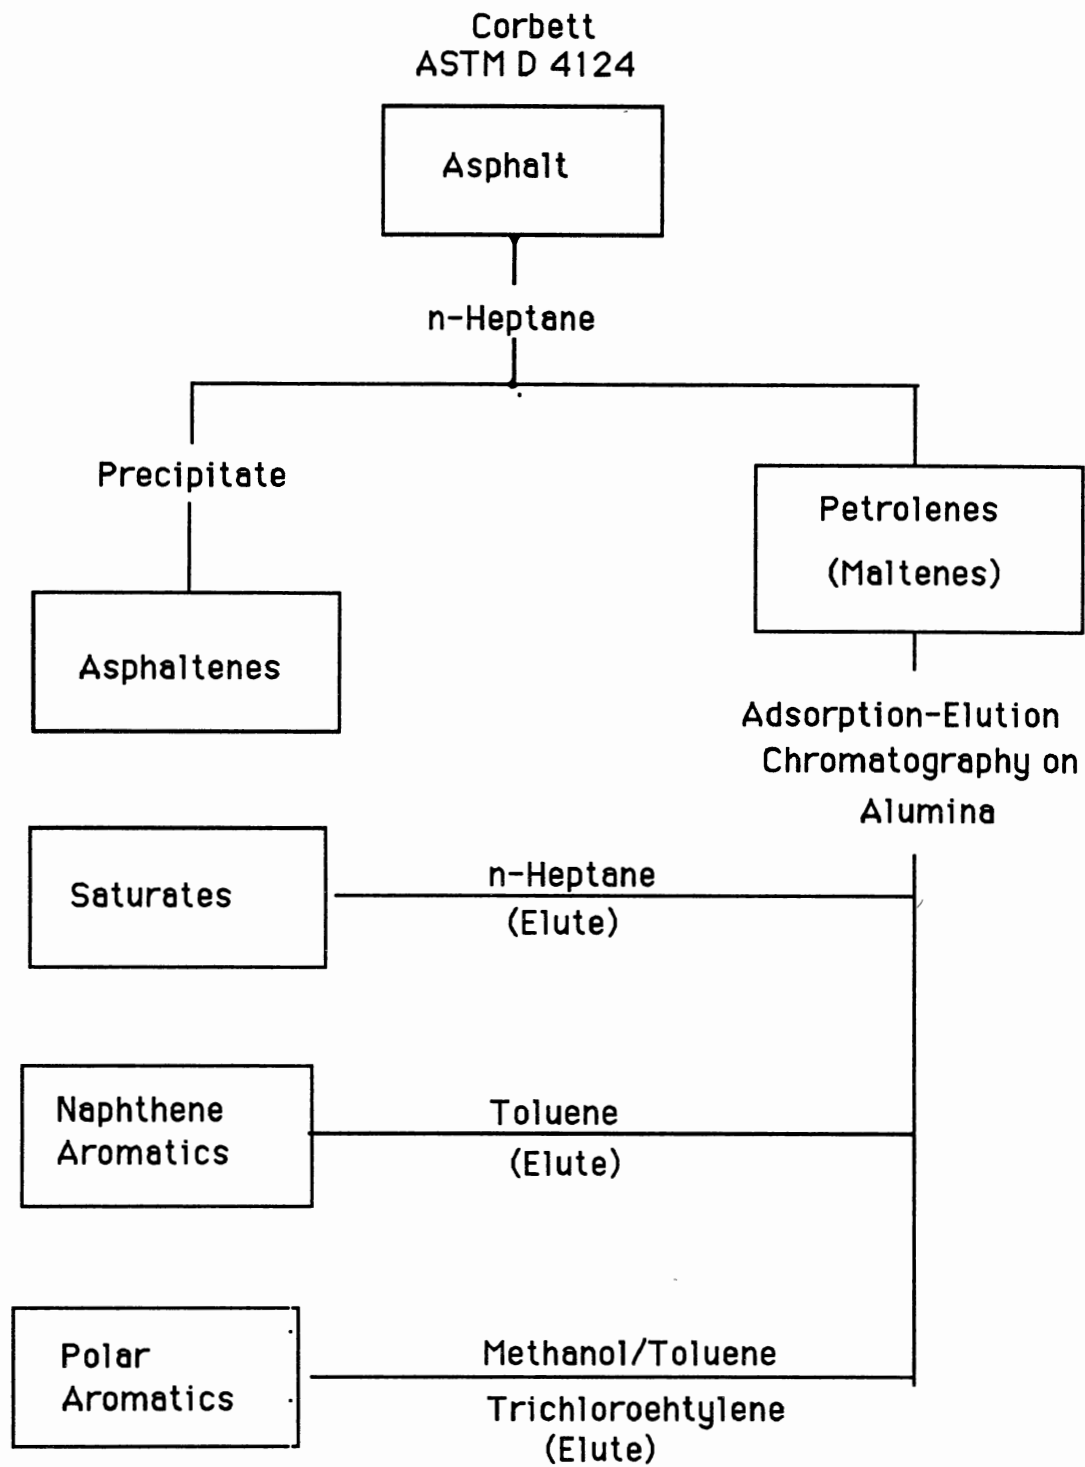 Corbett
ASTM D 4124
Asphalt
n-Heptane
Precipitate
Petrolenes
(Maltenes)
Asphaltenes
Adsorption-Elution
Chromatography on
Alumina
Saturates
n-Heptane
(Elute)
Naphthene
Aromatics
Toluene
(Elute)
Polar
Aromatics
Methanol/Toluene
Trichloroehtylene
(Elute)